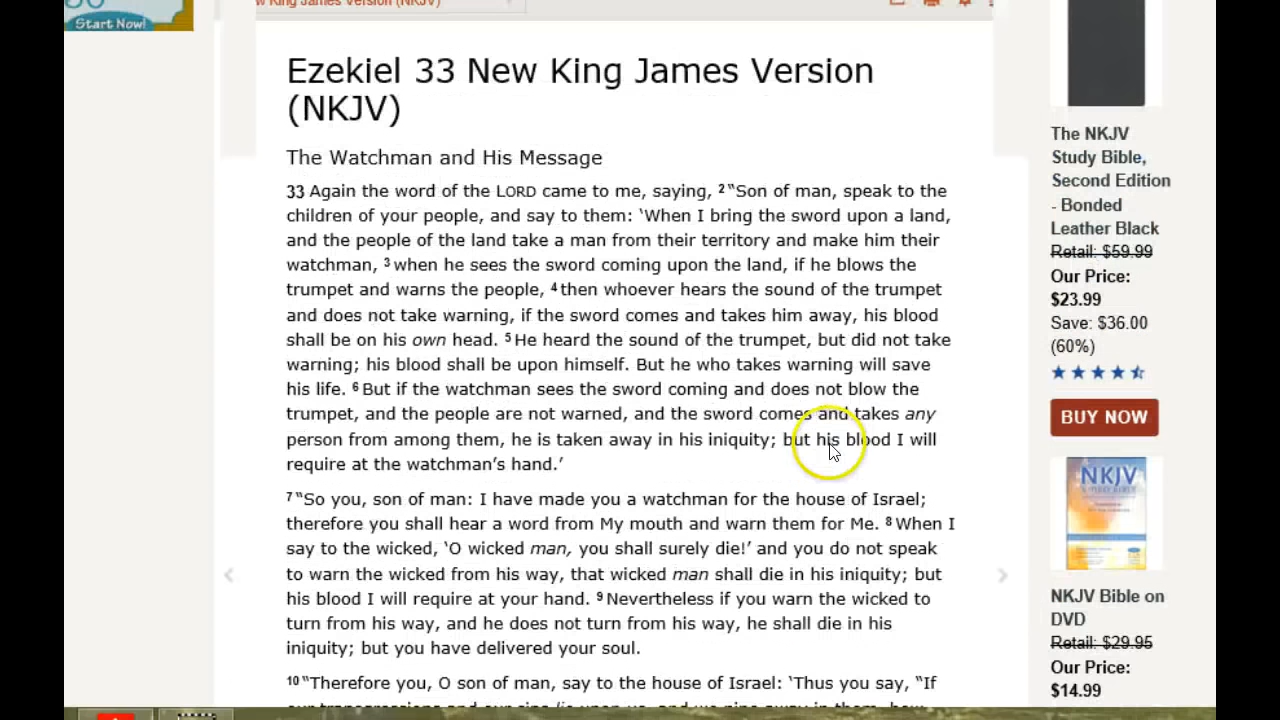 w King James Version (NKJV)
Start Now!
Ezekiel 33 New King James Version
(NKJV)
The Watchman and His Message
33 Again the word of the LORD came to me, saying, 2 “Son of man, speak to the
children of your people, and say to them: ‘When I bring the sword upon a land,
and the people of the land take a man from their territory and make him their
watchman, 3 when he sees the sword coming upon the land, if he blows the
trumpet and warns the people, 4 then whoever hears the sound of the trumpet
and does not take warning, if the sword comes and takes him away, his blood
shall be on his own head. 5 He heard the sound of the trumpet, but did not take
warning; his blood shall be upon himself. But he who takes warning will save
his life. 6 But if the watchman sees the sword coming and does not blow the
trumpet, and the people are not warned, and the sword comes and takes any
person from among them, he is taken away in his iniquity; but his blood I will
require at the watchman’s hand.’
7 “So you, son of man: I have made you a watchman for the house of Israel;
therefore you shall hear a word from My mouth and warn them for Me. 8 When I
say to the wicked, ‘O wicked man, you shall surely die!’ and you do not speak
to warn the wicked from his way, that wicked man shall die in his iniquity; but
his blood I will require at your hand. 9 Nevertheless if you warn the wicked to
turn from his way, and he does not turn from his way, he shall die in his
iniquity; but you have delivered your soul.
10 “Therefore you, O son of man, say to the house of Israel: ‘Thus you say, “If
The NKJV
Study Bible,
Second Edition
- Bonded
Leather Black
Retail: $59.99
Our Price:
$23.99
Save: $36.00
(60%)
BUY NOW
NKJV
NKJV Bible on
DVD
Retail: $29.95
Our Price:
$14.99